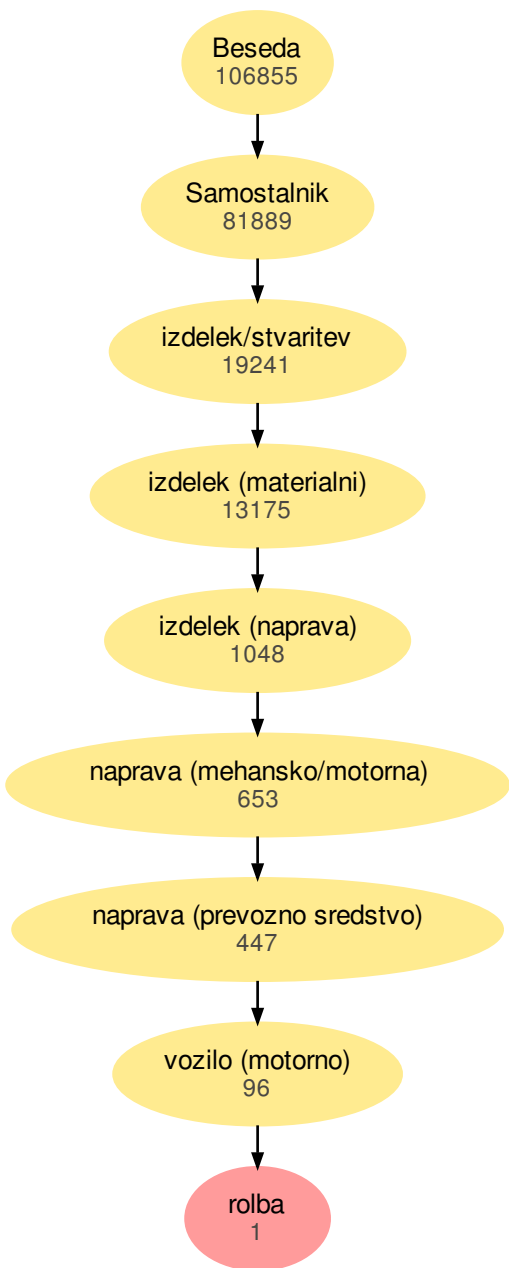 Beseda
106855
Samostalnik
81889
izdelek/stvaritev
19241
izdelek (materialni)
13175
izdelek (naprava)
1048
naprava (mehansko/motorna)
653
naprava (prevozno sredstvo)
447
vozilo (motorno)
96
rolba
1